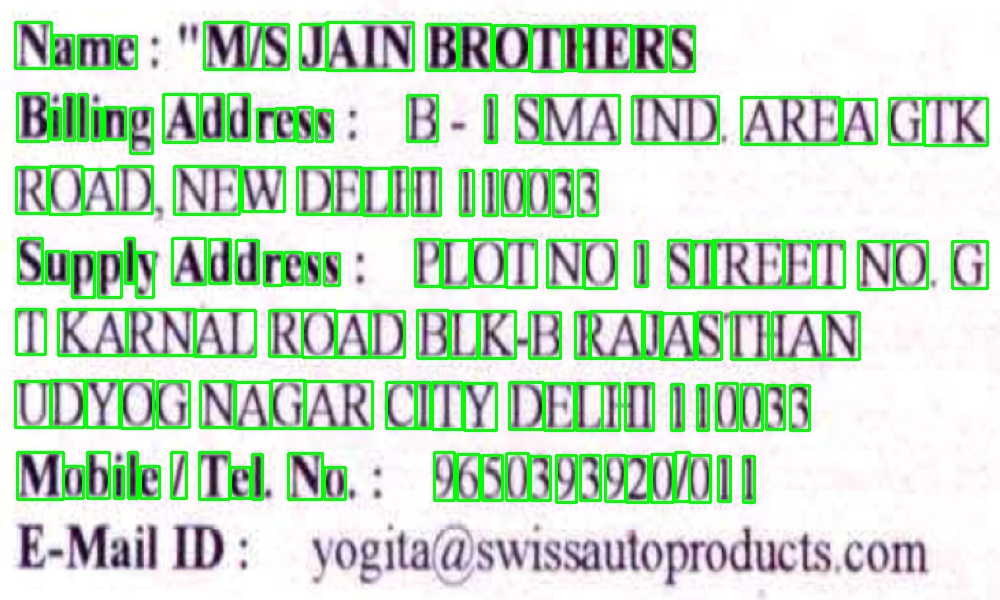 Name : "M/S JAIN BROTHERS
Billing Address : B - 1 SMA IND. AREA GTK
ROAD, NEW DELHI 110033
Supply Address : PLOT NO 1 STREET NO. G
T KARNAL ROAD BLK-B RAJASTHAN
UDYOG NAGAR CITY DELHI 110033
Mobile / Tel. No. : 9650393920/011
E-Mail ID : yogita@swissautoproducts.com